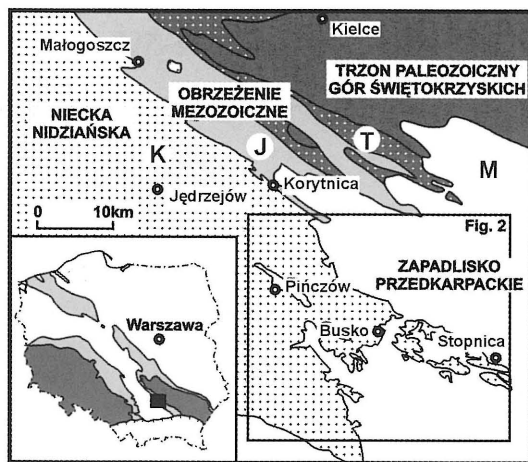 Kielce
Małogoszcz
TRZON PALEOZOICZNY
GÓR ŚWIĘTOKRZYSKICH
OBRZEŻENIE
MEZOZOICZNE
NIECKA
NIDZIAŃSKA
K
J
T
M
Korytnica
Jędrzejów
0 10km
Fig. 2
ZAPADLISKO
PRZEDKARPACKIE
Pińczów
Busko
Stopnica
Warszawa